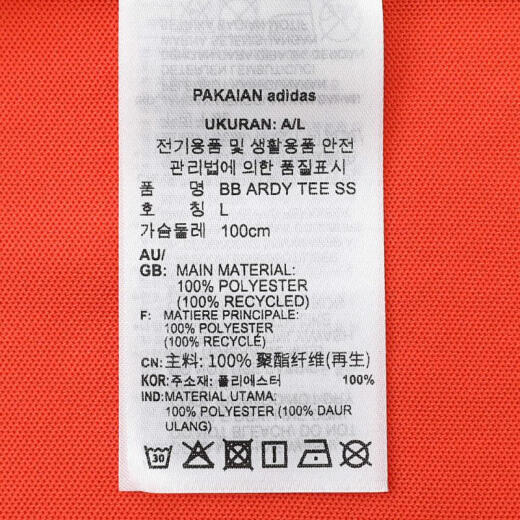 PAKAIAN adidas
UKURAN: A/L
전기용품 및 생활용품 안전
관리법에 의한 품질표시
품 명 BB ARDY TEE SS
호 칭 L
가슴둘레 100cm
AU/
GB: MAIN MATERIAL:
100% POLYESTER
(100% RECYCLED)
F: MATIERE PRINCIPALE:
100% POLYESTER
(100% RECYCLÉ)
CN: 主料: 100% 聚酯纤维(再生)
KOR: 주소재: 폴리에스터 100%
IND: MATERIAL UTAMA:
100% POLYESTER (100% DAUR
ULANG)
30